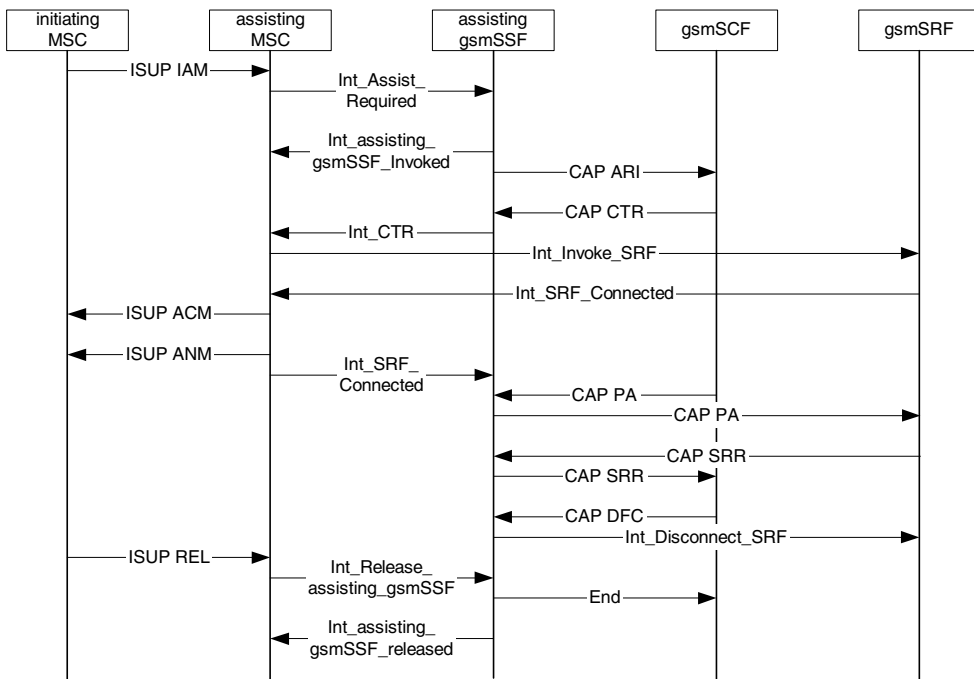 initiating
MSC
assisting
MSC
assisting
gsmSSF
gsmSCF
gsmSRF
ISUP IAM
Int_Assist_
Required
Int_assisting_
gsmSSF_Invoked
CAP ARI
CAP CTR
Int_CTR
Int_Invoke_SRF
Int_SRF_Connected
ISUP ACM
ISUP ANM
Int_SRF_
Connected
CAP PA
CAP PA
CAP SRR
CAP SRR
CAP DFC
Int_Disconnect_SRF
ISUP REL
Int_Release_
assisting_gsmSSF
End
Int_assisting_
gsmSSF_released